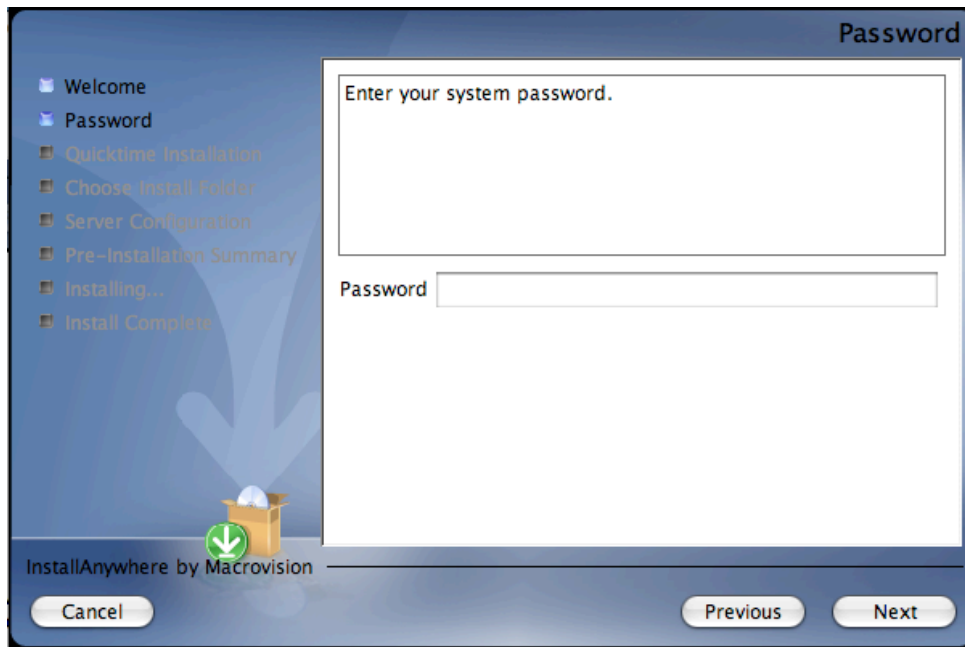 Password
Welcome
Password
Quicktime Installation
Choose Install Folder
Server Configuration
Pre-Installation Summary
Installing...
Install Complete
Enter your system password.
Password
InstallAnywhere by Macrovision
Cancel
Previous
Next